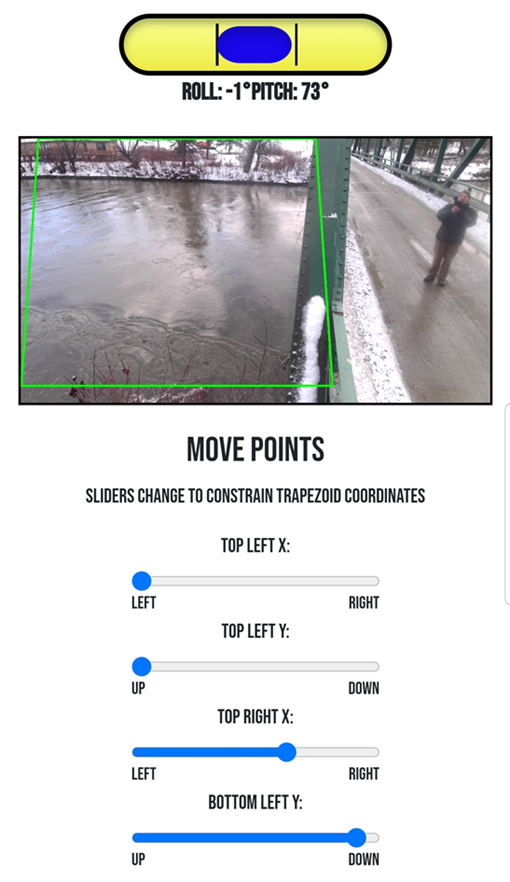 ROLL: -1°PITCH: 73°
MOVE POINTS
SLIDERS CHANGE TO CONSTRAIN TRAPEZOID COORDINATES
TOP LEFT X:
LEFT RIGHT
TOP LEFT Y:
UP DOWN
TOP RIGHT X:
LEFT RIGHT
BOTTOM LEFT Y:
UP DOWN